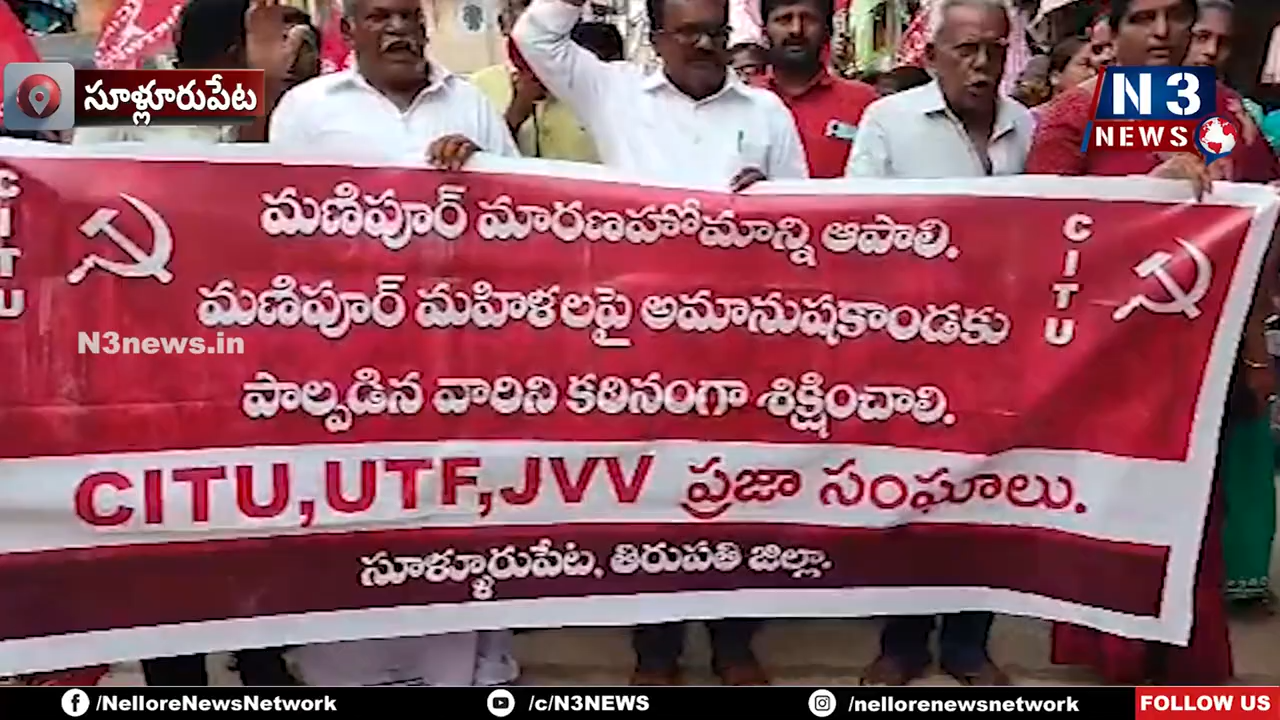 సూళ్లూరుపేట
N3
NEWS
CITU
మణిపూర్ మారణహోమాన్ని ఆపాలి.
మణిపూర్ మహిళలపై అమానుషకాండకు
పాల్పడిన వారిని కఠినంగా శిక్షించాలి.
CITU
N3news.in
CITU,UTF,JVV ప్రజా సంఘాలు.
సూళ్ళూరుపేట, తిరుపతి జిల్లా.
/NelloreNewsNetwork
/c/N3NEWS
/nellorenewsnetwork
FOLLOW US